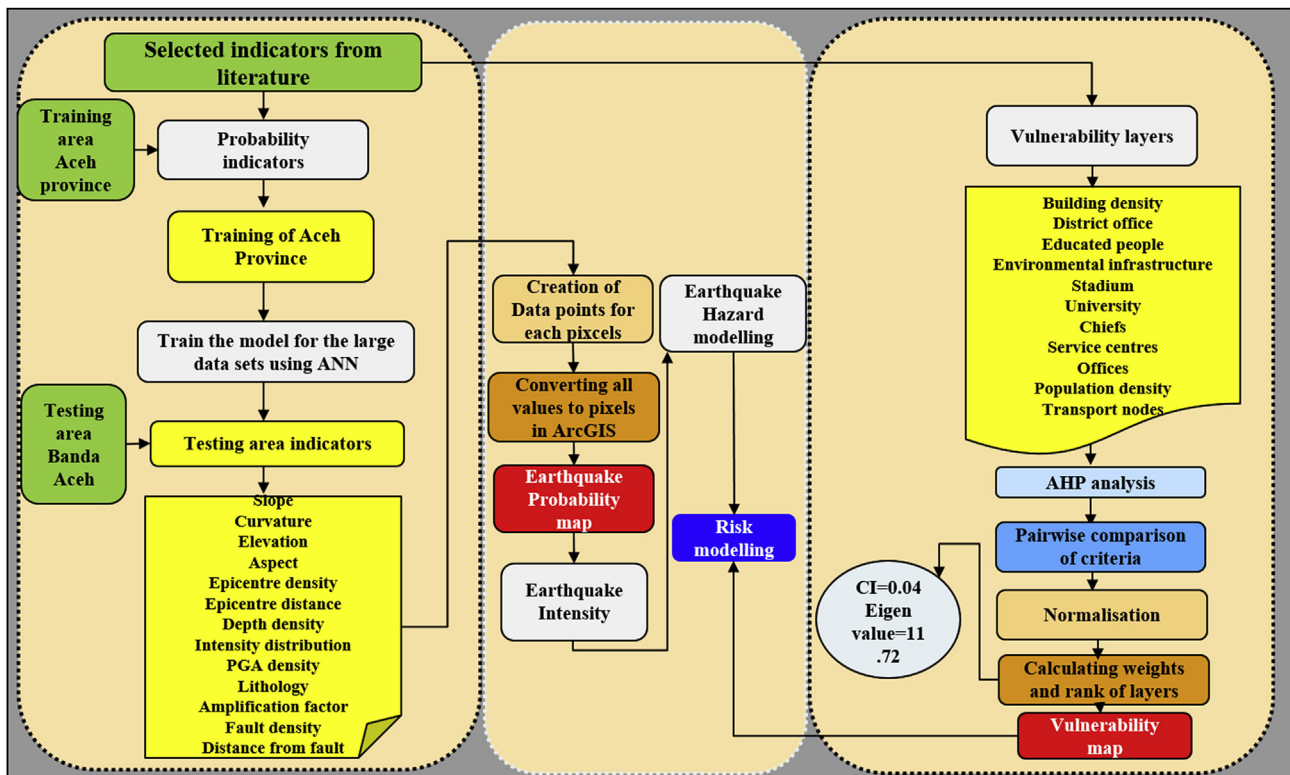 Selected indicators from
literature
Training
area
Aceh
province
Probability
indicators
Training of Aceh
Province
Train the model for the large
data sets using ANN
Testing
area
Banda
Aceh
Testing area indicators
Slope
Curvature
Elevation
Aspect
Epicentre density
Epicentre distance
Depth density
Intensity distribution
PGA density
Lithology
Amplification factor
Fault density
Distance from fault
Creation of
Data points for
each pixcels
Converting all
values to pixels
in ArcGIS
Earthquake
Probability
map
Earthquake
Intensity
Earthquake
Hazard
modelling
Risk
modelling
Vulnerability layers
Building density
District office
Educated people
Environmental infrastructure
Stadium
University
Chiefs
Service centres
Offices
Population density
Transport nodes
AHP analysis
Pairwise comparison
of criteria
Normalisation
Calculating weights
and rank of layers
CI=0.04
Eigen
value=11
.72
Vulnerability
map